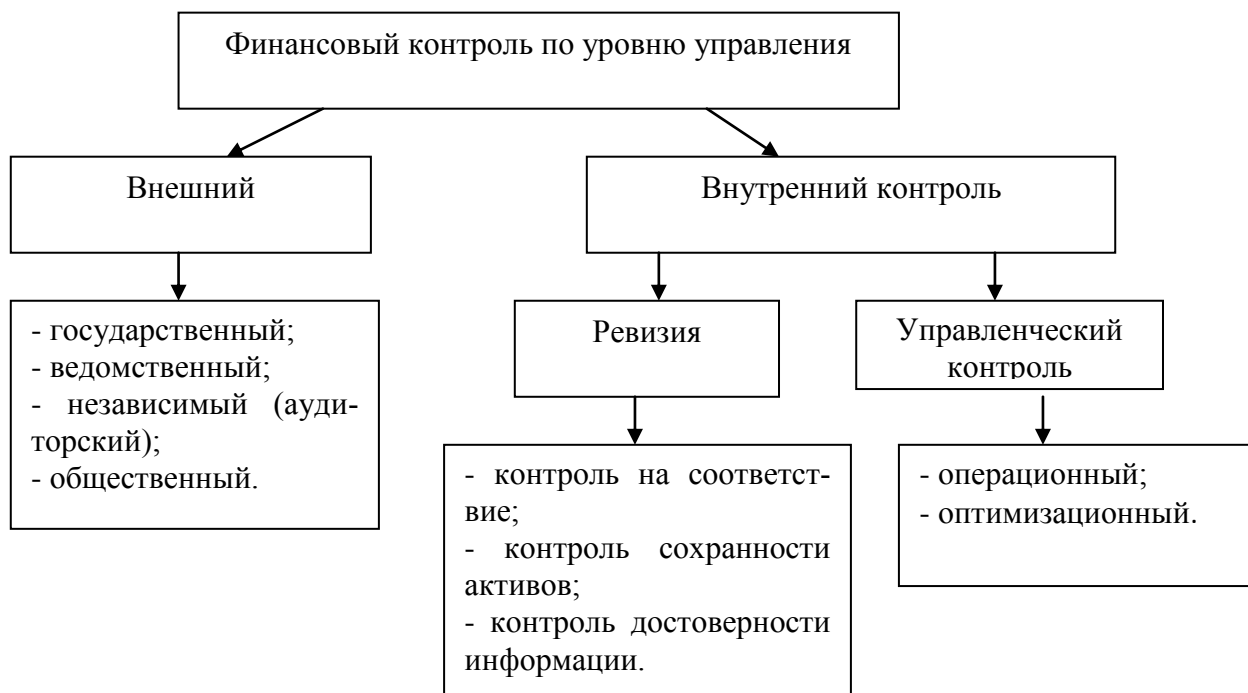 Финансовый контроль по уровню управления
Внешний
Внутренний контроль
- государственный;
- ведомственный;
- независимый (ауди-
торский);
- общественный.
Ревизия
Управленческий
контроль
- контроль на соответст-
вие;
- контроль сохранности
активов;
- контроль достоверности
информации.
- операционный;
- оптимизационный.